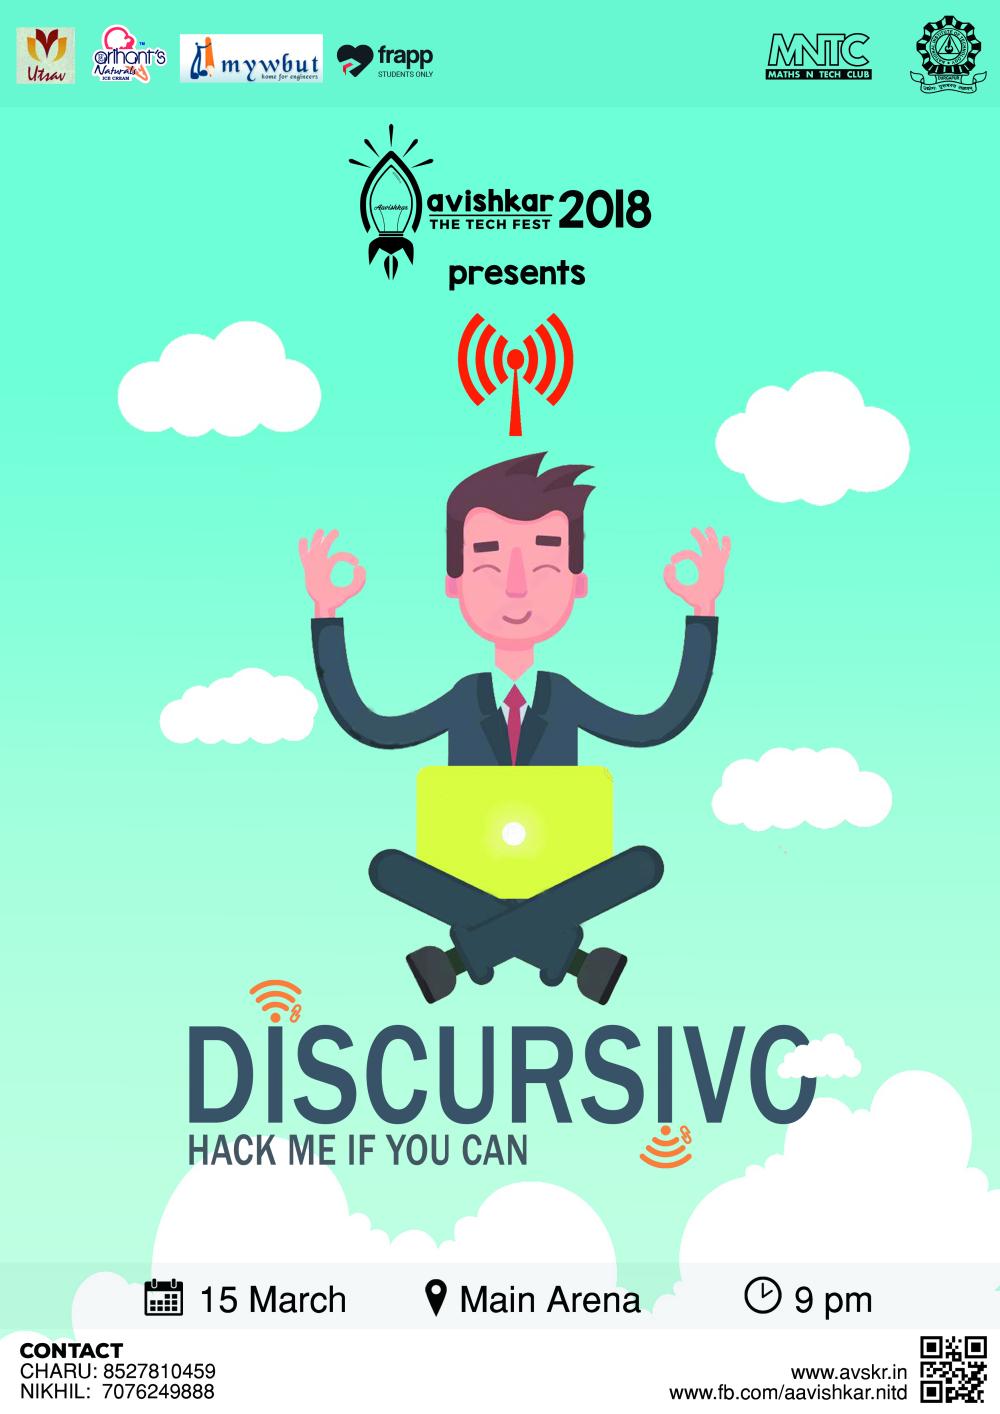 Utsav
arihant's
Naturals
ICE CREAM
mywbut
home for engineers
frapp
STUDENTS ONLY
MNTC
MATHS N TECH CLUB
DURGAPUR
Aavishkar
avishkar 2018
THE TECH FEST
presents
DISCURSIVO
HACK ME IF YOU CAN
15 March
Main Arena
9 pm
CONTACT
CHARU: 8527810459
NIKHIL: 7076249888
www.avskr.in
www.fb.com/aavishkar.nitd